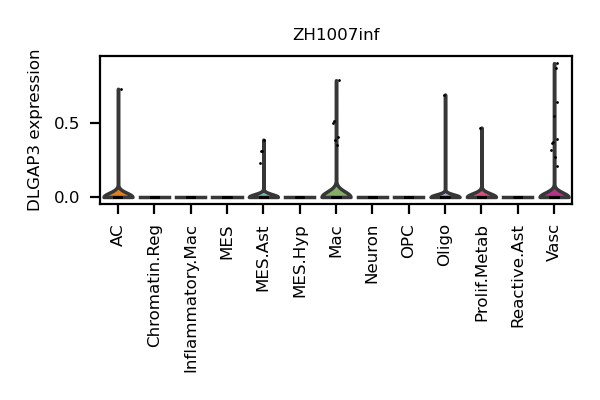 ZH1007inf
DLGAP3 expression
0.5
0.0
AC
Chromatin.Reg
Inflammatory.Mac
MES
MES.Ast
MES.Hyp
Mac
Neuron
OPC
Oligo
Prolif.Metab
Reactive.Ast
Vasc